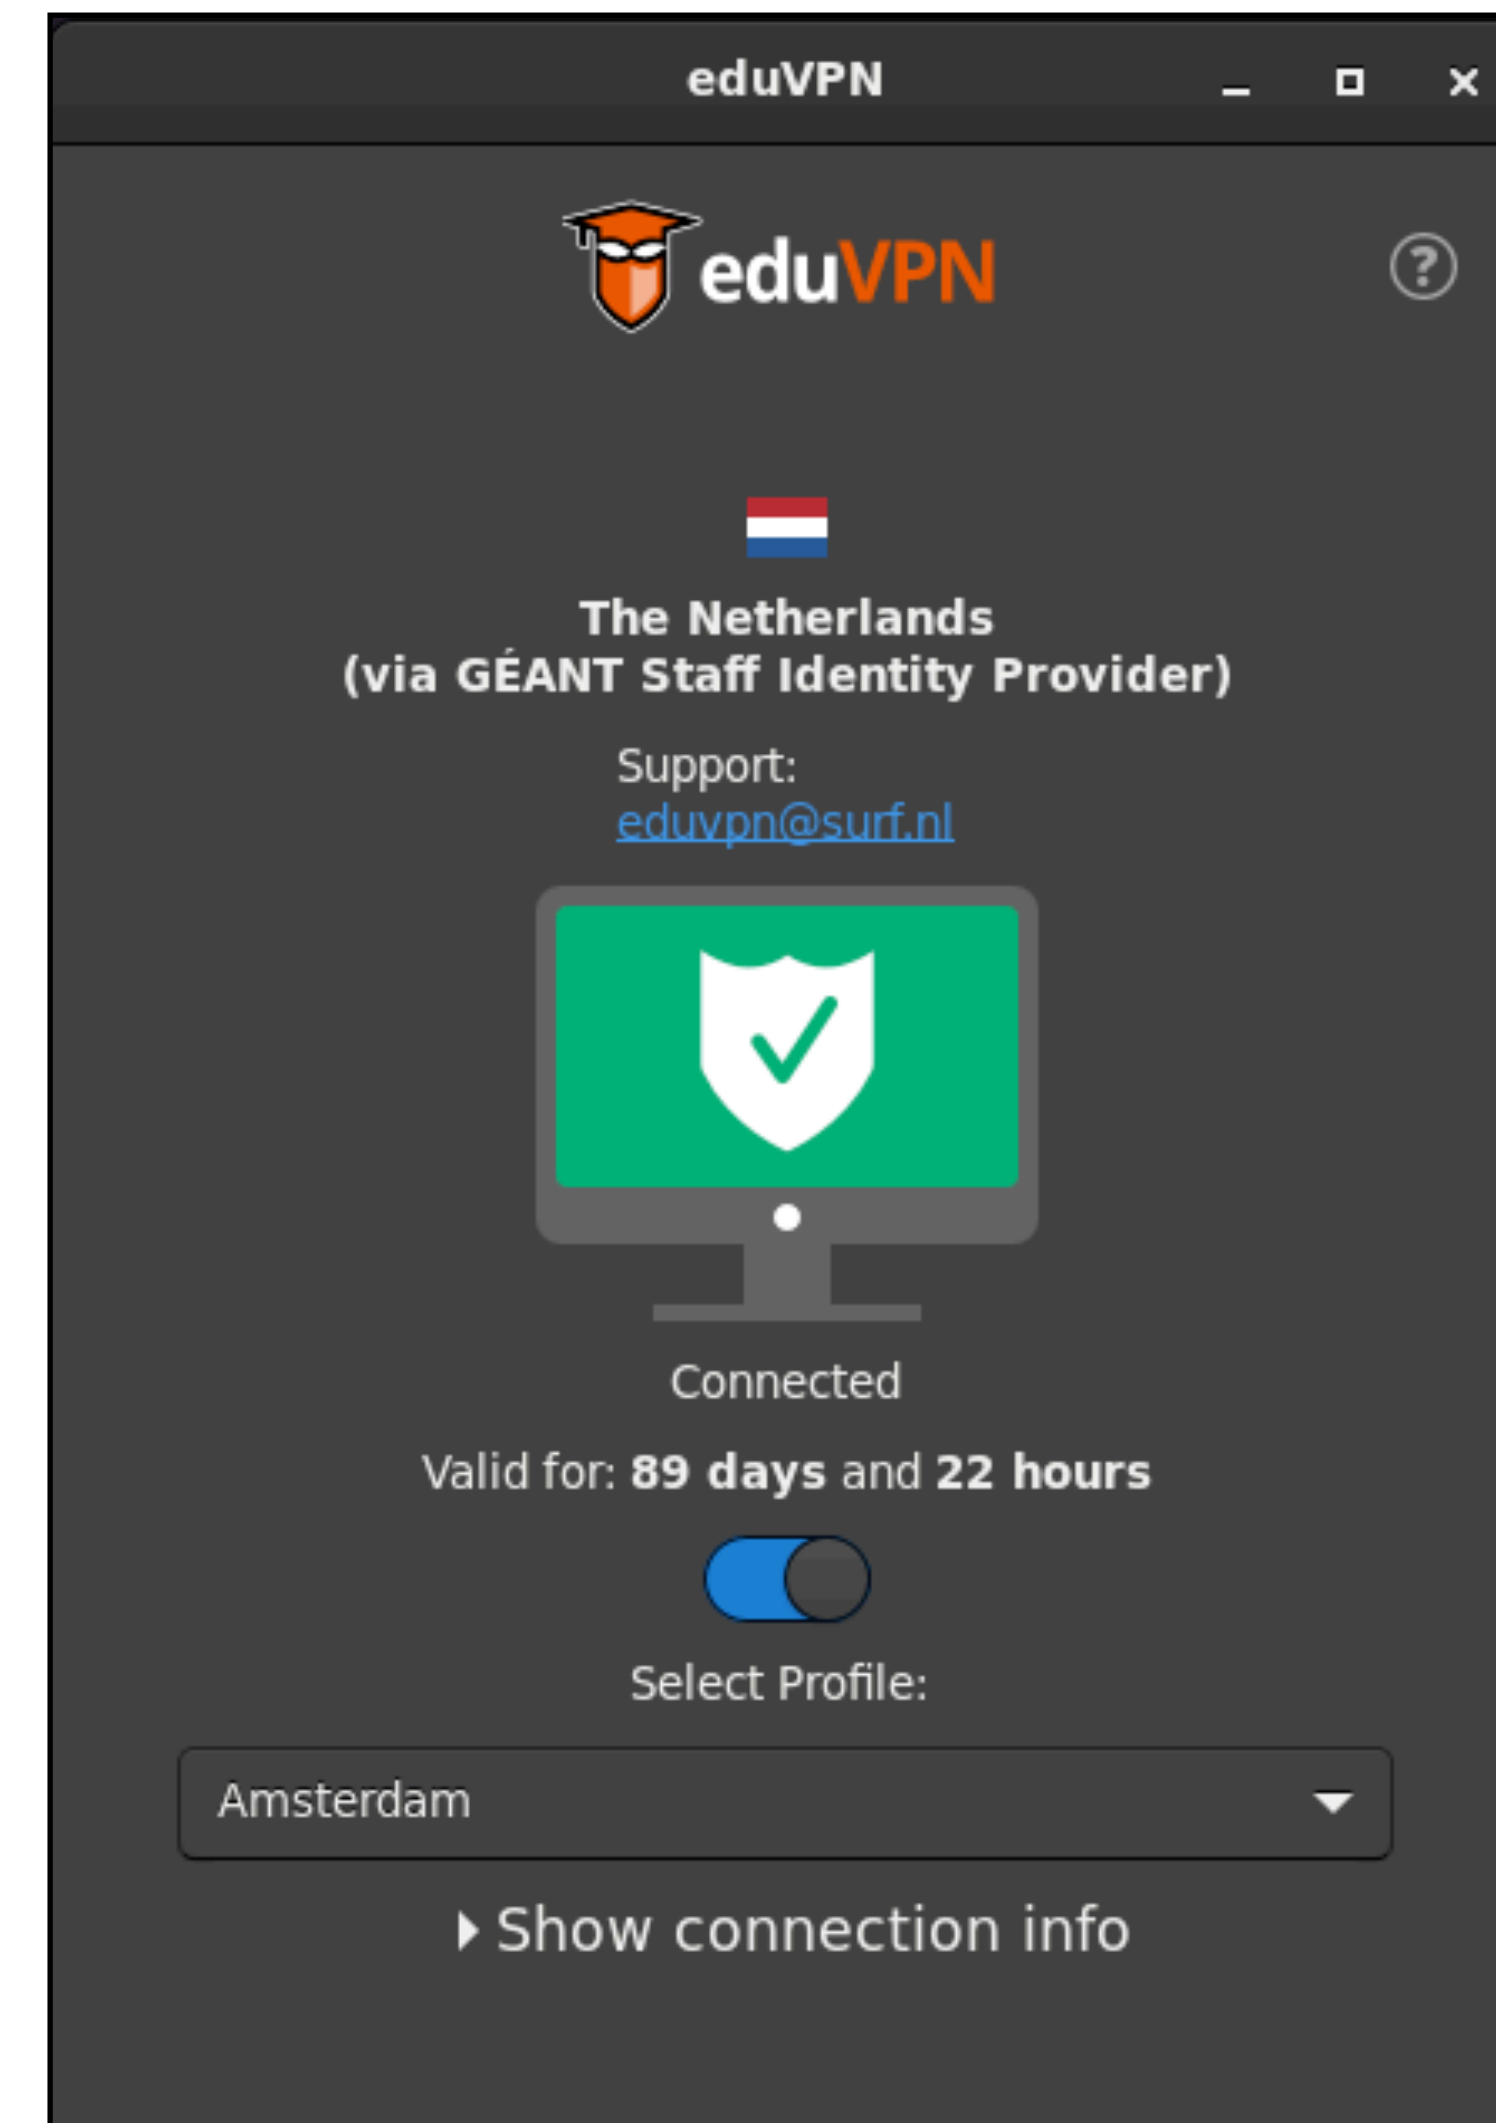 eduVPN
eduVPN
?
The Netherlands
(via GÉANT Staff Identity Provider)
Support:
eduvpn@surf.nl
Connected
Valid for: 89 days and 22 hours
Select Profile:
Amsterdam
Show connection info